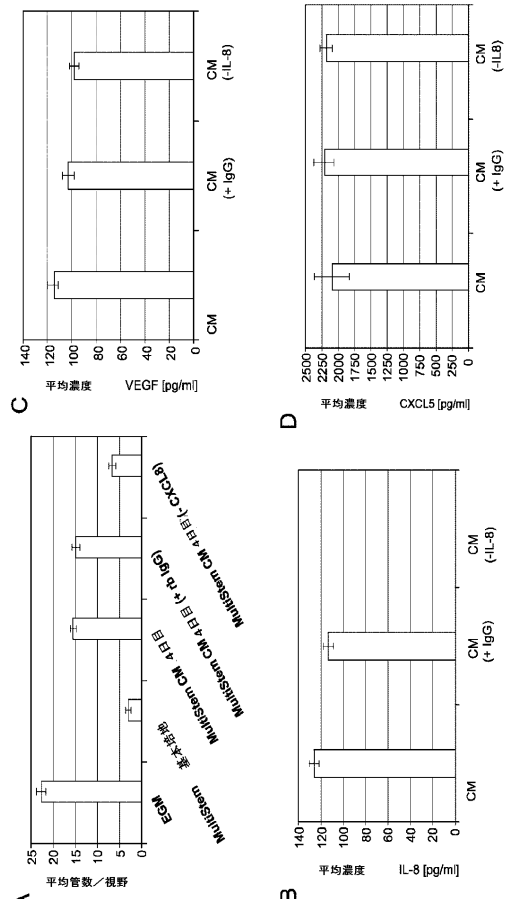 A
平均管数/視野
25
20
15
10
5
0
EGM
MultiStem
基本培地
MultiStem CM 4日目
MultiStem CM 4日目 (+ rb IgG)
MultiStem CM 4日目 (- CXCL8)
B
平均濃度
IL-8 [pg/ml]
140
120
100
80
60
40
20
0
CM
CM
(+ IgG)
CM
(-IL-8)
C
平均濃度
VEGF [pg/ml]
140
120
100
80
60
40
20
0
CM
CM
(+ IgG)
CM
(-IL-8)
D
平均濃度
CXCL5 [pg/ml]
2500
2250
2000
1750
1500
1250
1000
750
500
250
0
CM
CM
(+ IgG)
CM
(-IL8)